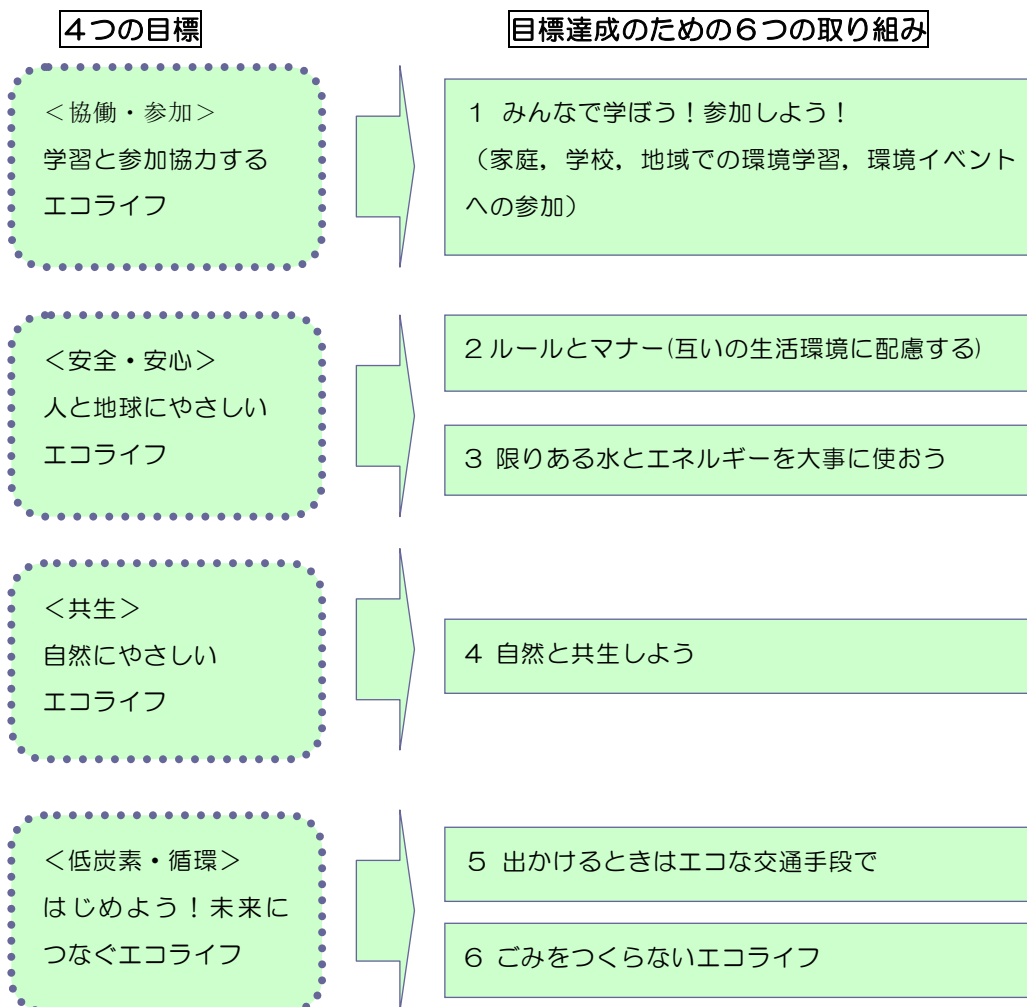 ４つの目標
目標達成のための６つの取り組み
＜協働・参加＞
学習と参加協力する
エコライフ
１ みんなで学ぼう！参加しよう！
（家庭，学校，地域での環境学習，環境イベント
への参加）
＜安全・安心＞
人と地球にやさしい
エコライフ
２ルールとマナー(互いの生活環境に配慮する)
３ 限りある水とエネルギーを大事に使おう
＜共生＞
自然にやさしい
エコライフ
４ 自然と共生しよう
＜低炭素・循環＞
はじめよう！未来に
つなぐエコライフ
５ 出かけるときはエコな交通手段で
６ ごみをつくらないエコライフ